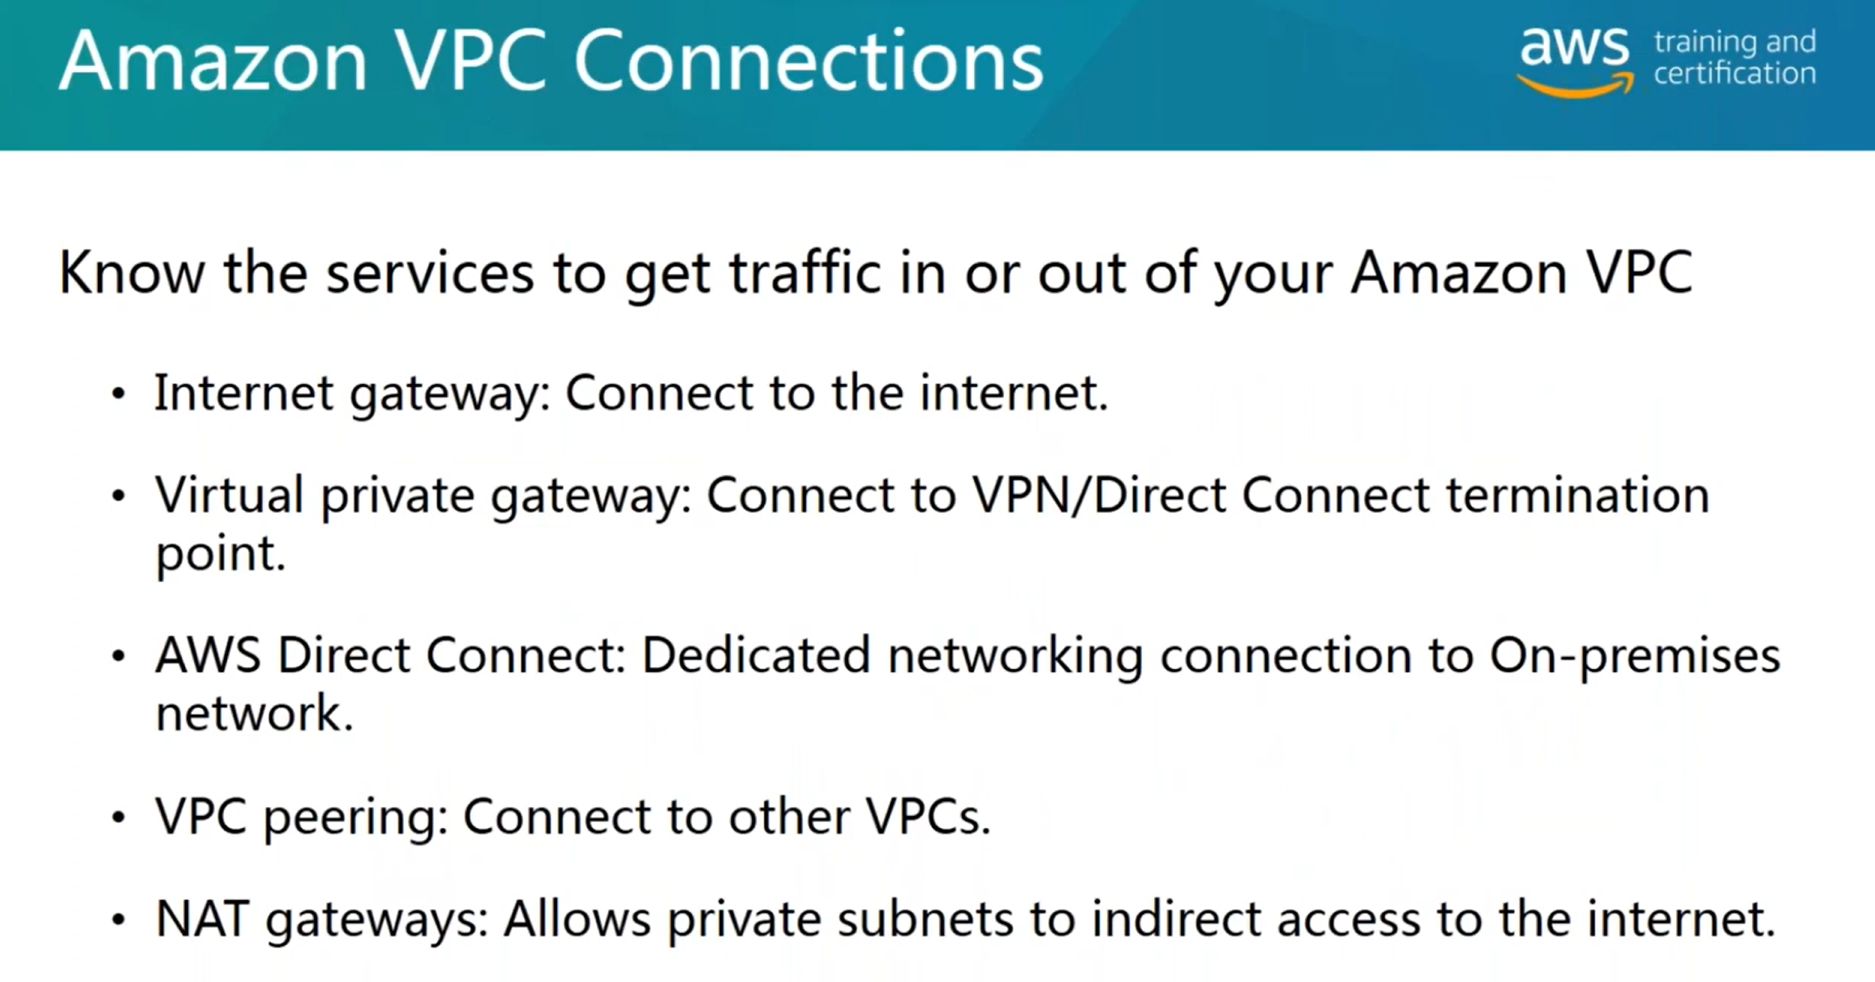 Amazon VPC Connections
aws training and
certification
Know the services to get traffic in or out of your Amazon VPC
• Internet gateway: Connect to the internet.
• Virtual private gateway: Connect to VPN/Direct Connect termination
point.
• AWS Direct Connect: Dedicated networking connection to On-premises
network.
• VPC peering: Connect to other VPCs.
• NAT gateways: Allows private subnets to indirect access to the internet.